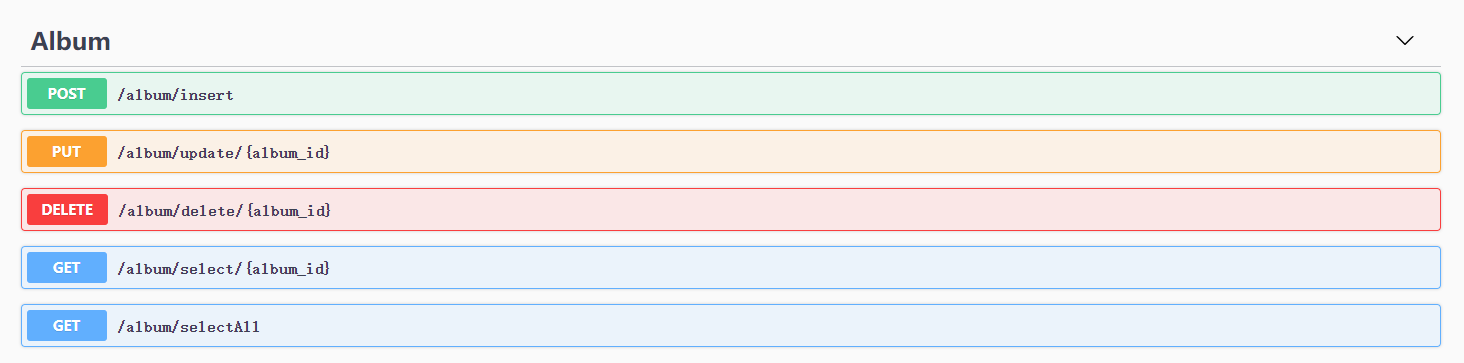 Album
POST /album/insert
PUT /album/update/{album_id}
DELETE /album/delete/{album_id}
GET /album/select/{album_id}
GET /album/selectAll